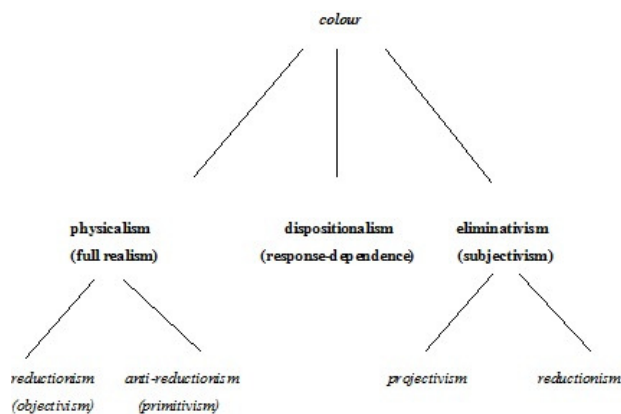 colour
physicalism dispositionalism eliminativism
(full realism) (response-dependence) (subjectivism)
reductionism anti-reductionism projectivism reductionism
(objectivism) (primitivism)